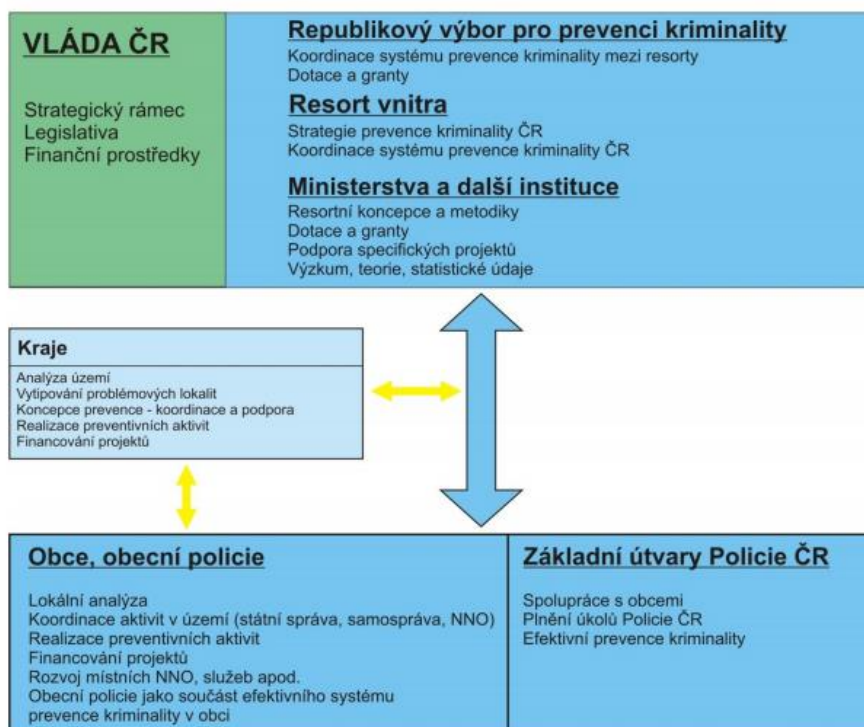 VLÁDA ČR
Strategický rámec
Legislativa
Finanční prostředky
Republikový výbor pro prevenci kriminality
Koordinace systému prevence kriminality mezi resorty
Dotace a granty
Resort vnitra
Strategie prevence kriminality ČR
Koordinace systému prevence kriminality ČR
Ministerstva a další instituce
Resortní koncepce a metodiky
Dotace a granty
Podpora specifických projektů
Výzkum, teorie, statistické údaje
Kraje
Analýza území
Vytipování problémových lokalit
Koncepce prevence - koordinace a podpora
Realizace preventivních aktivit
Financování projektů
Obce, obecní policie
Lokální analýza
Koordinace aktivit v území (státní správa, samospráva, NNO)
Realizace preventivních aktivit
Financování projektů
Rozvoj místních NNO, služeb apod.
Obecní policie jako součást efektivního systému
prevence kriminality v obci
Základní útvary Policie ČR
Spolupráce s obcemi
Plnění úkolů Policie ČR
Efektivní prevence kriminality